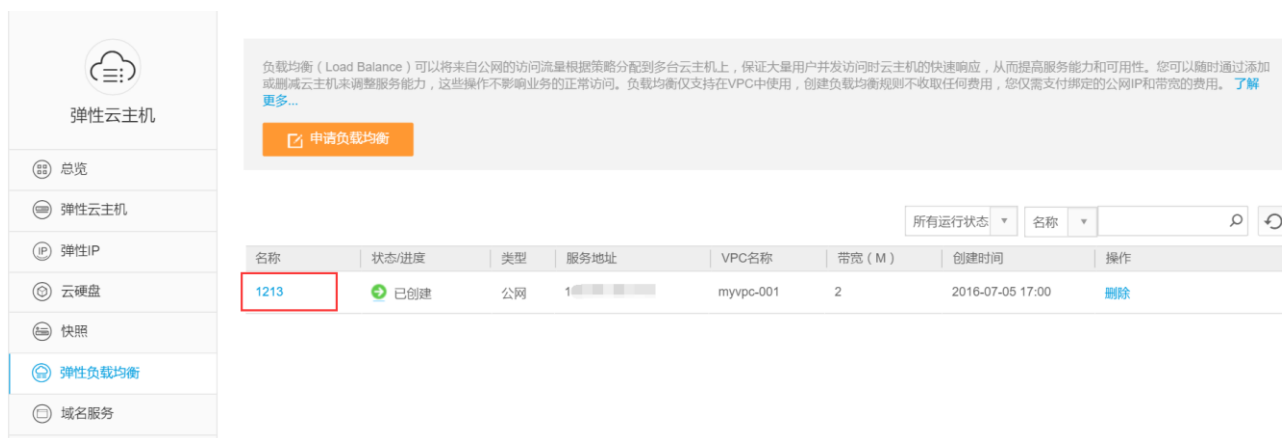 弹性云主机
总览
弹性云主机
IP
弹性IP
云硬盘
快照
弹性负载均衡
域名服务
负载均衡（Load Balance）可以将来自公网的访问流量根据策略分配到多台云主机上，保证大量用户并发访问时云主机的快速响应，从而提高服务能力和可用性。您可以随时通过添加
或删减云主机来调整服务能力，这些操作不影响业务的正常访问。负载均衡仅支持在VPC中使用，创建负载均衡规则不收取任何费用，您仅需支付绑定的公网IP和带宽的费用。了解
更多...
申请负载均衡
所有运行状态 名称
名称 状态/进度 类型 服务地址 VPC名称 带宽（M） 创建时间 操作
1213 已创建 公网 1 myvpc-001 2 2016-07-05 17:00 删除